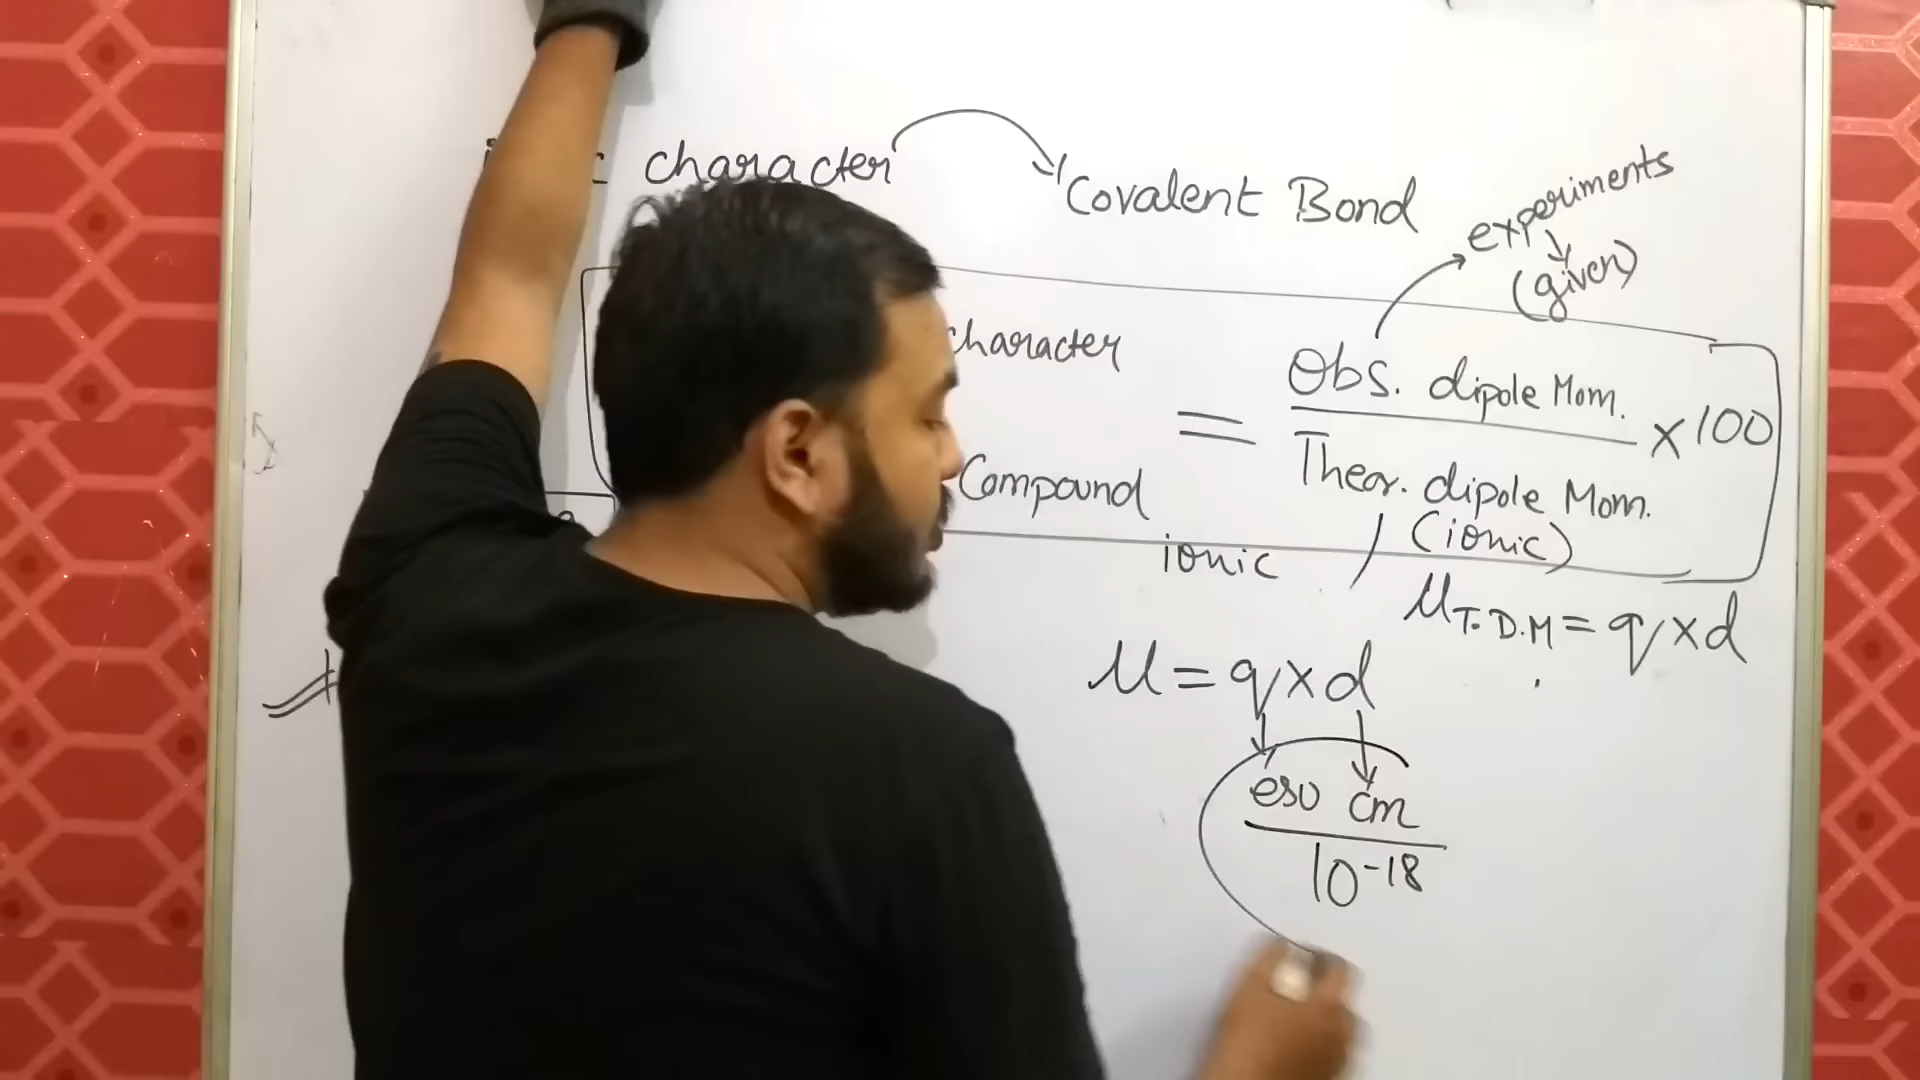 character
Covalent Bond
experiments
(given)
character
Compound
=
Obs. dipole Mom.
Theor. dipole Mom.
× 100
(ionic)
ionic
μT.D.M = q × d
μ = q × d
esu cm
10⁻¹⁸